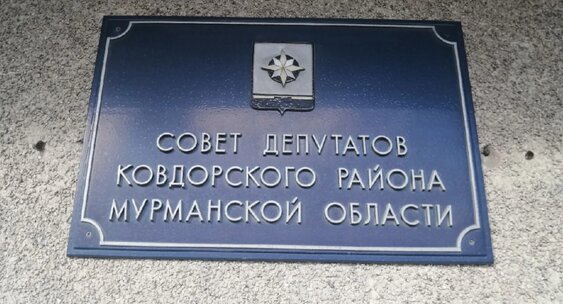 СОВЕТ ДЕПУТАТОВ
КОВДОРСКОГО РАЙОНА
МУРМАНСКОЙ ОБЛАСТИ